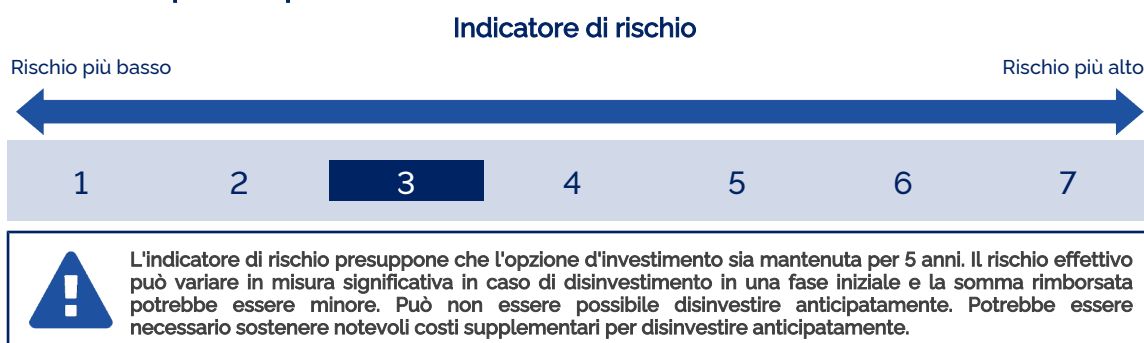 Indicatore di rischio
Rischio più basso
Rischio più alto
1 2 3 4 5 6 7
L'indicatore di rischio presuppone che l'opzione d'investimento sia mantenuta per 5 anni. Il rischio effettivo
può variare in misura significativa in caso di disinvestimento in una fase iniziale e la somma rimborsata
potrebbe essere minore. Può non essere possibile disinvestire anticipatamente. Potrebbe essere
necessario sostenere notevoli costi supplementari per disinvestire anticipatamente.